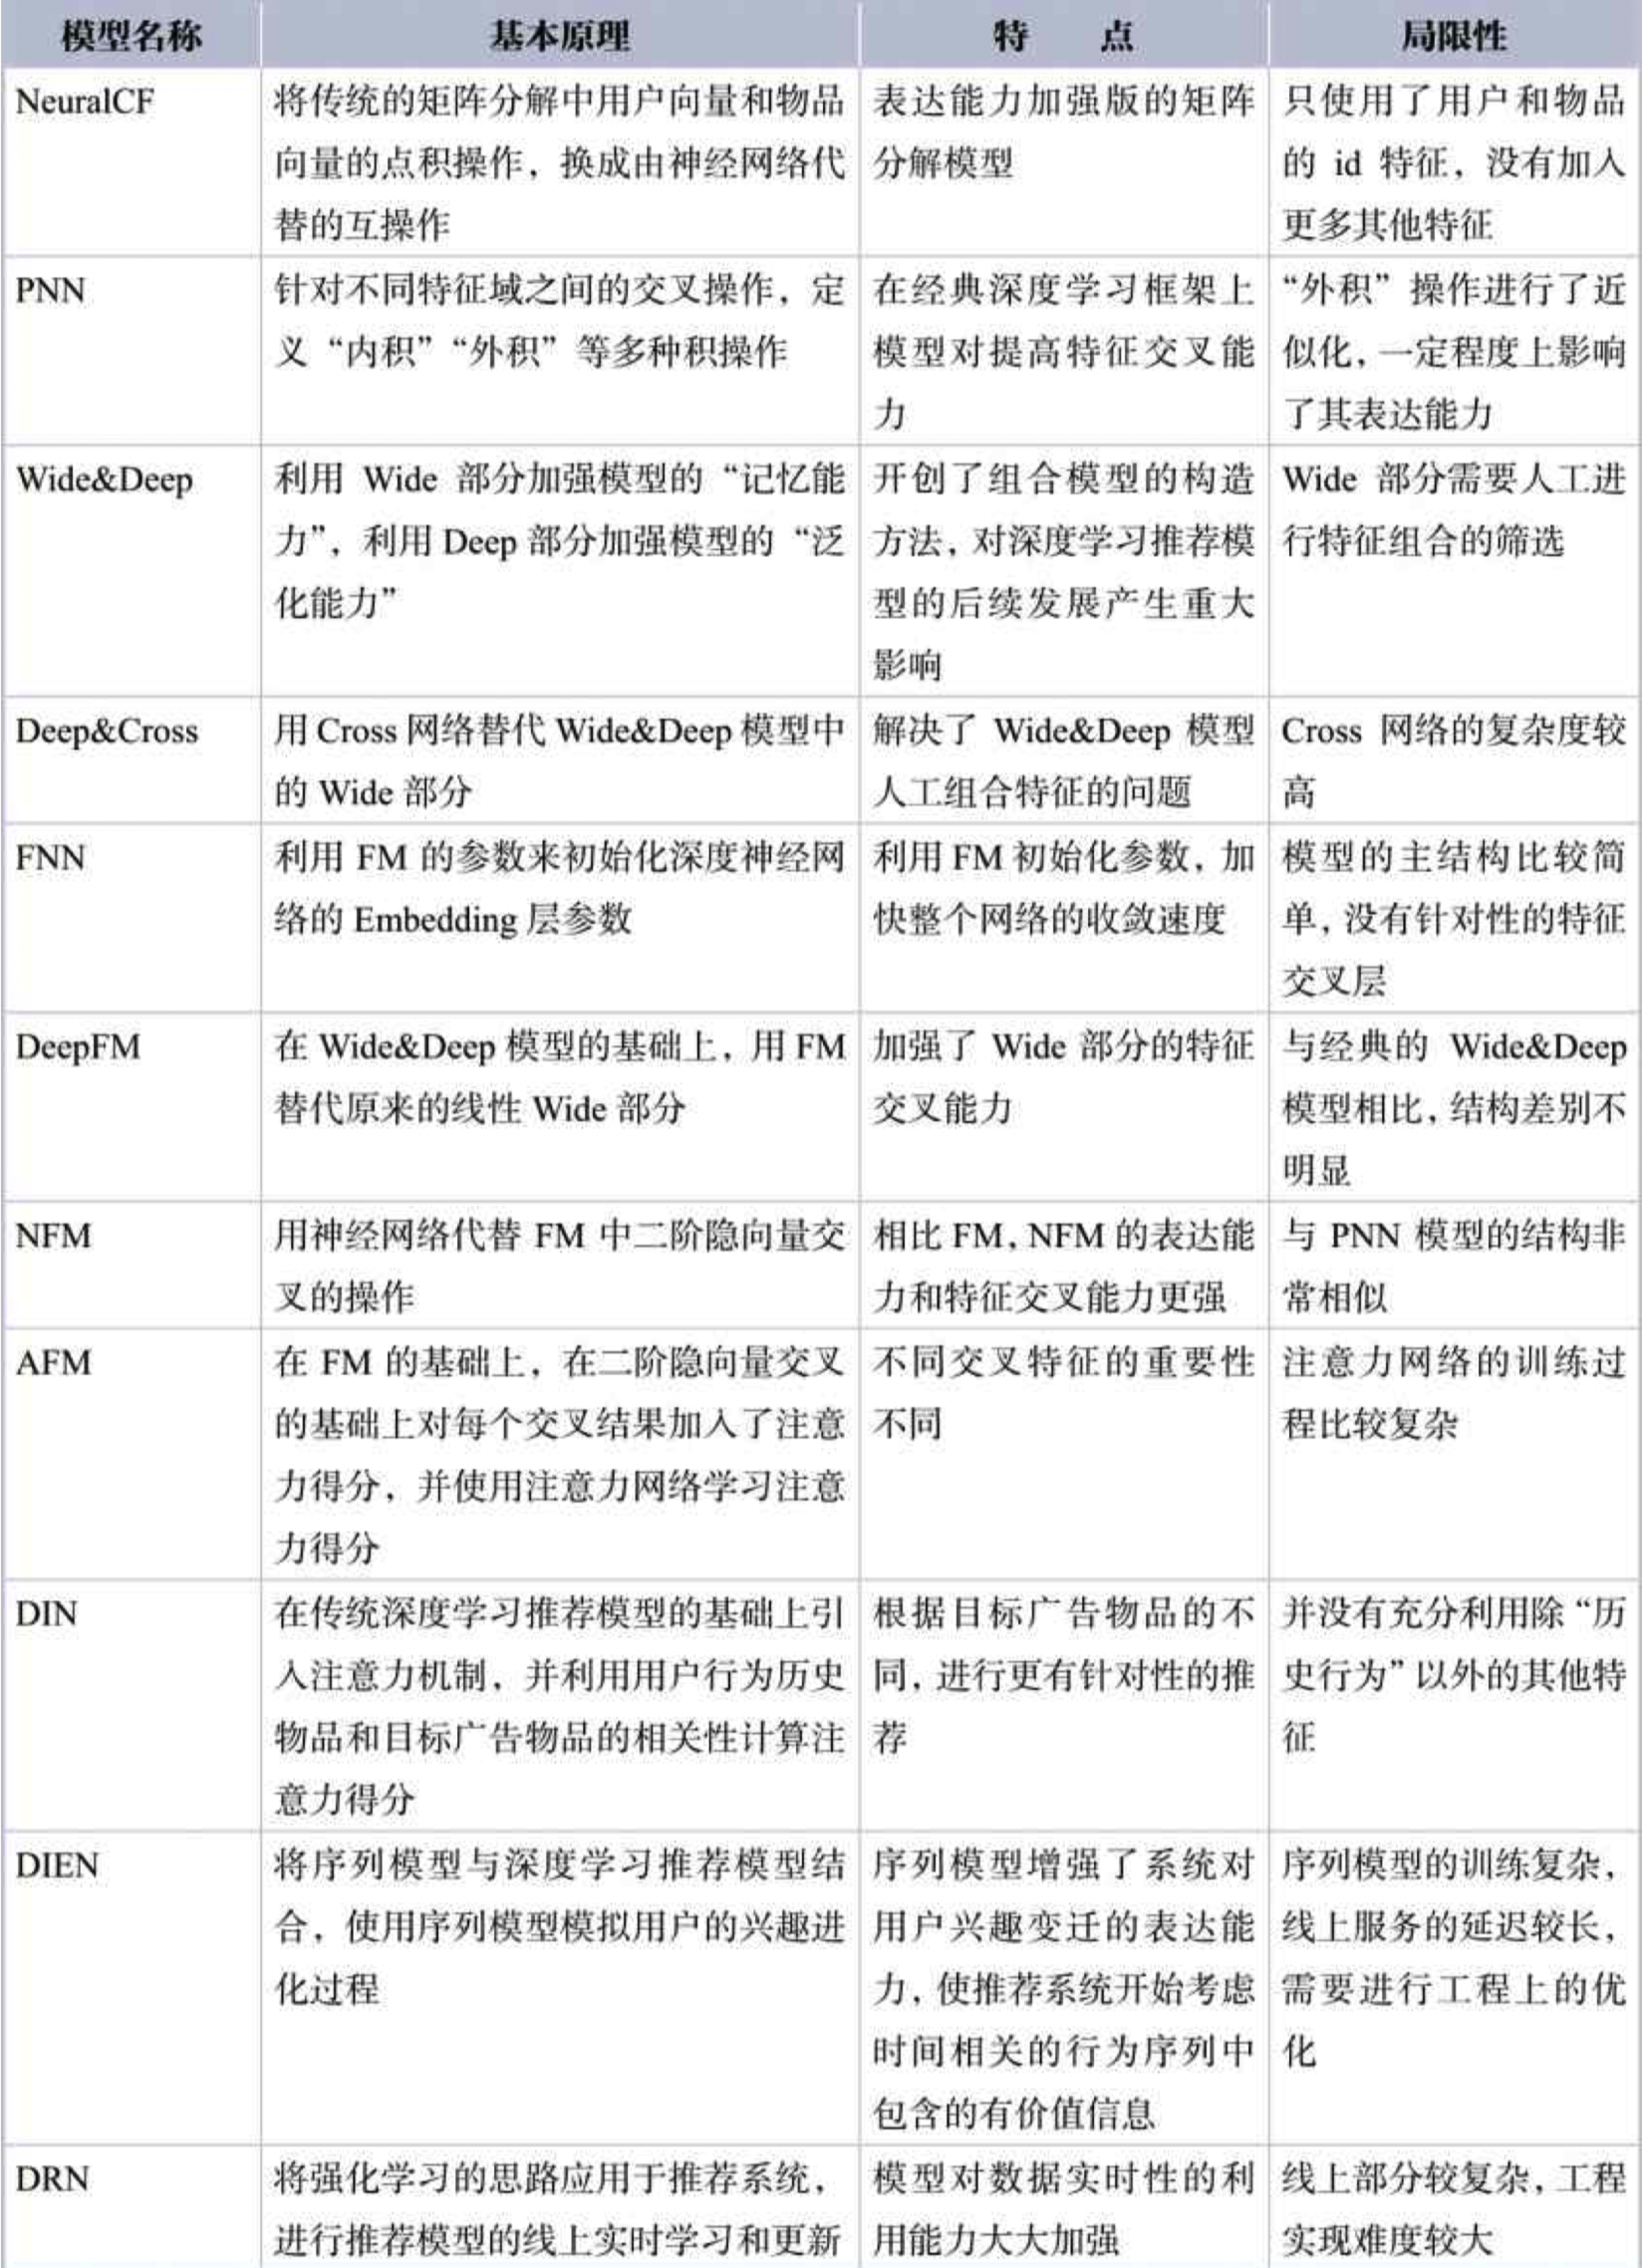 模型名称
基本原理
特 点
局限性
NeuralCF
将传统的矩阵分解中用户向量和物品
向量的点积操作，换成由神经网络代
替的互操作
表达能力加强版的矩阵
分解模型
只使用了用户和物品
的 id 特征，没有加入
更多其他特征
PNN
针对不同特征域之间的交叉操作，定
义“内积”“外积”等多种积操作
在经典深度学习框架上
模型对提高特征交叉能
力
“外积”操作进行了近
似化，一定程度上影响
了其表达能力
Wide&Deep
利用 Wide 部分加强模型的“记忆能
力”，利用 Deep 部分加强模型的“泛
化能力”
开创了组合模型的构造
方法，对深度学习推荐模
型的后续发展产生重大
影响
Wide 部分需要人工进
行特征组合的筛选
Deep&Cross
用 Cross 网络替代 Wide&Deep 模型中
的 Wide 部分
解决了 Wide&Deep 模型
人工组合特征的问题
Cross 网络的复杂度较
高
FNN
利用 FM 的参数来初始化深度神经网
络的 Embedding 层参数
利用 FM 初始化参数，加
快整个网络的收敛速度
模型的主结构比较简
单，没有针对性的特征
交叉层
DeepFM
在 Wide&Deep 模型的基础上，用 FM
替代原来的线性 Wide 部分
加强了 Wide 部分的特征
交叉能力
与经典的 Wide&Deep
模型相比，结构差别不
明显
NFM
用神经网络代替 FM 中二阶隐向量交
叉的操作
相比 FM，NFM 的表达能
力和特征交叉能力更强
与 PNN 模型的结构非
常相似
AFM
在 FM 的基础上，在二阶隐向量交叉
的基础上对每个交叉结果加入了注意
力得分，并使用注意力网络学习注意
力得分
不同交叉特征的重要性
不同
注意力网络的训练过
程比较复杂
DIN
在传统深度学习推荐模型的基础上引
入注意力机制，并利用用户行为历史
物品和目标广告物品的相关性计算注
意力得分
根据目标广告物品的不
同，进行更有针对性的推
荐
并没有充分利用除“历
史行为”以外的其他特
征
DIEN
将序列模型与深度学习推荐模型结
合，使用序列模型模拟用户的兴趣进
化过程
序列模型增强了系统对
用户兴趣变迁的表达能
力，使推荐系统开始考虑
时间相关的行为序列中
包含的有价值信息
序列模型的训练复杂，
线上服务的延迟较长，
需要进行工程上的优
化
DRN
将强化学习的思路应用于推荐系统，
进行推荐模型的线上实时学习和更新
模型对数据实时性的利
用能力大大加强
线上部分较复杂，工程
实现难度较大